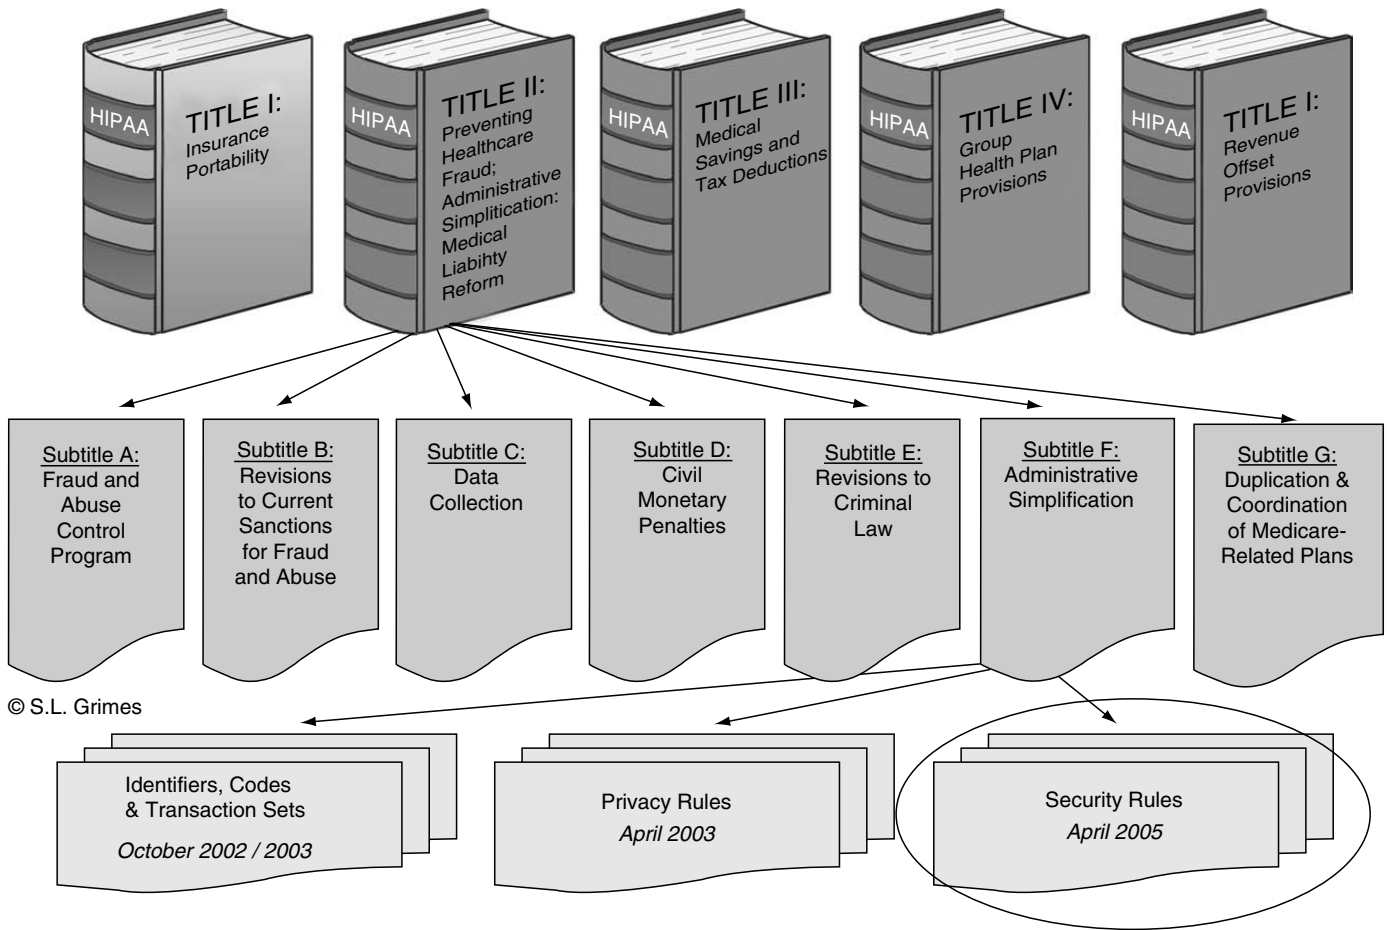 HIPAA
TITLE I:
Insurance
Portability
HIPAA
TITLE II:
Preventing
Healthcare
Fraud;
Administrative
Simplitication:
Medical
Liabihty
Reform
HIPAA
TITLE III:
Medical
Savings and
Tax Deductions
HIPAA
TITLE IV:
Group
Health Plan
Provisions
HIPAA
TITLE I:
Revenue
Offset
Provisions
Subtitle A:
Fraud and
Abuse
Control
Program
Subtitle B:
Revisions
to Current
Sanctions
for Fraud
and Abuse
Subtitle C:
Data
Collection
Subtitle D:
Civil
Monetary
Penalties
Subtitle E:
Revisions to
Criminal
Law
Subtitle F:
Administrative
Simplification
Subtitle G:
Duplication &
Coordination
of Medicare-
Related Plans
© S.L. Grimes
Identifiers, Codes
& Transaction Sets
October 2002 / 2003
Privacy Rules
April 2003
Security Rules
April 2005